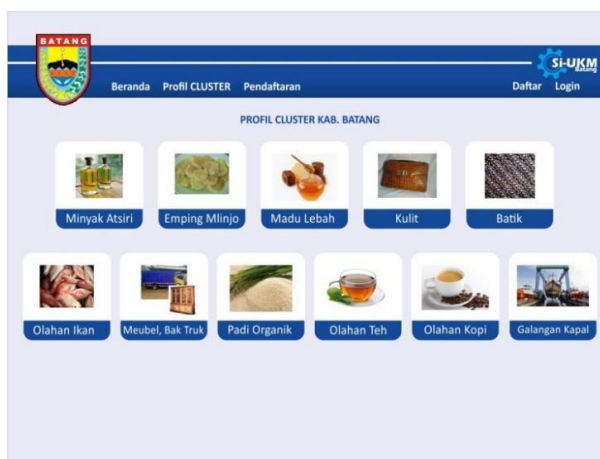 BATANG
Si-UKM
Batang
Beranda Profil CLUSTER Pendaftaran Daftar Login
PROFIL CLUSTER KAB. BATANG
Minyak Atsiri Emping Mlinjo Madu Lebah Kulit Batik
Olahan Ikan Meubel, Bak Truk Padi Organik Olahan Teh Olahan Kopi Galangan Kapal